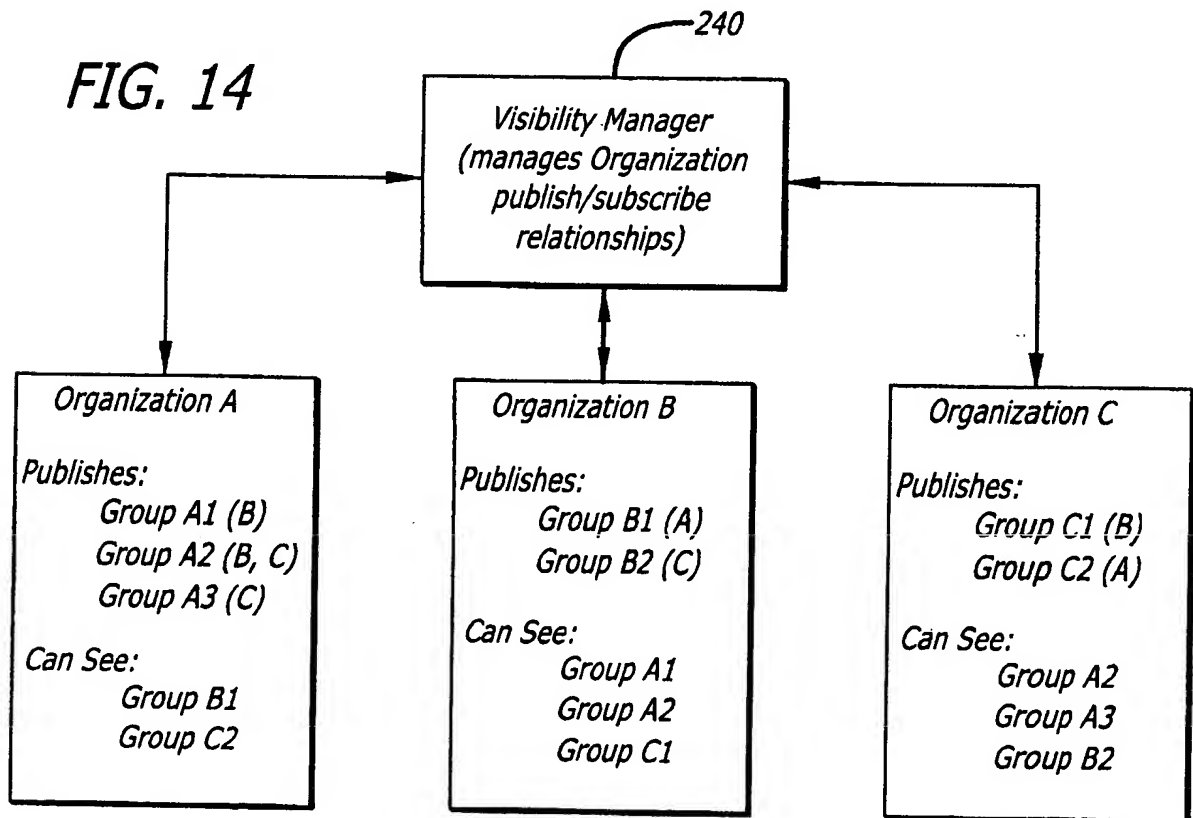 FIG. 14
240
Visibility Manager
(manages Organization
publish/subscribe
relationships)
Organization A
Publishes:
Group A1 (B)
Group A2 (B, C)
Group A3 (C)
Can See:
Group B1
Group C2
Organization B
Publishes:
Group B1 (A)
Group B2 (C)
Can See:
Group A1
Group A2
Group C1
Organization C
Publishes:
Group C1 (B)
Group C2 (A)
Can See:
Group A2
Group A3
Group B2